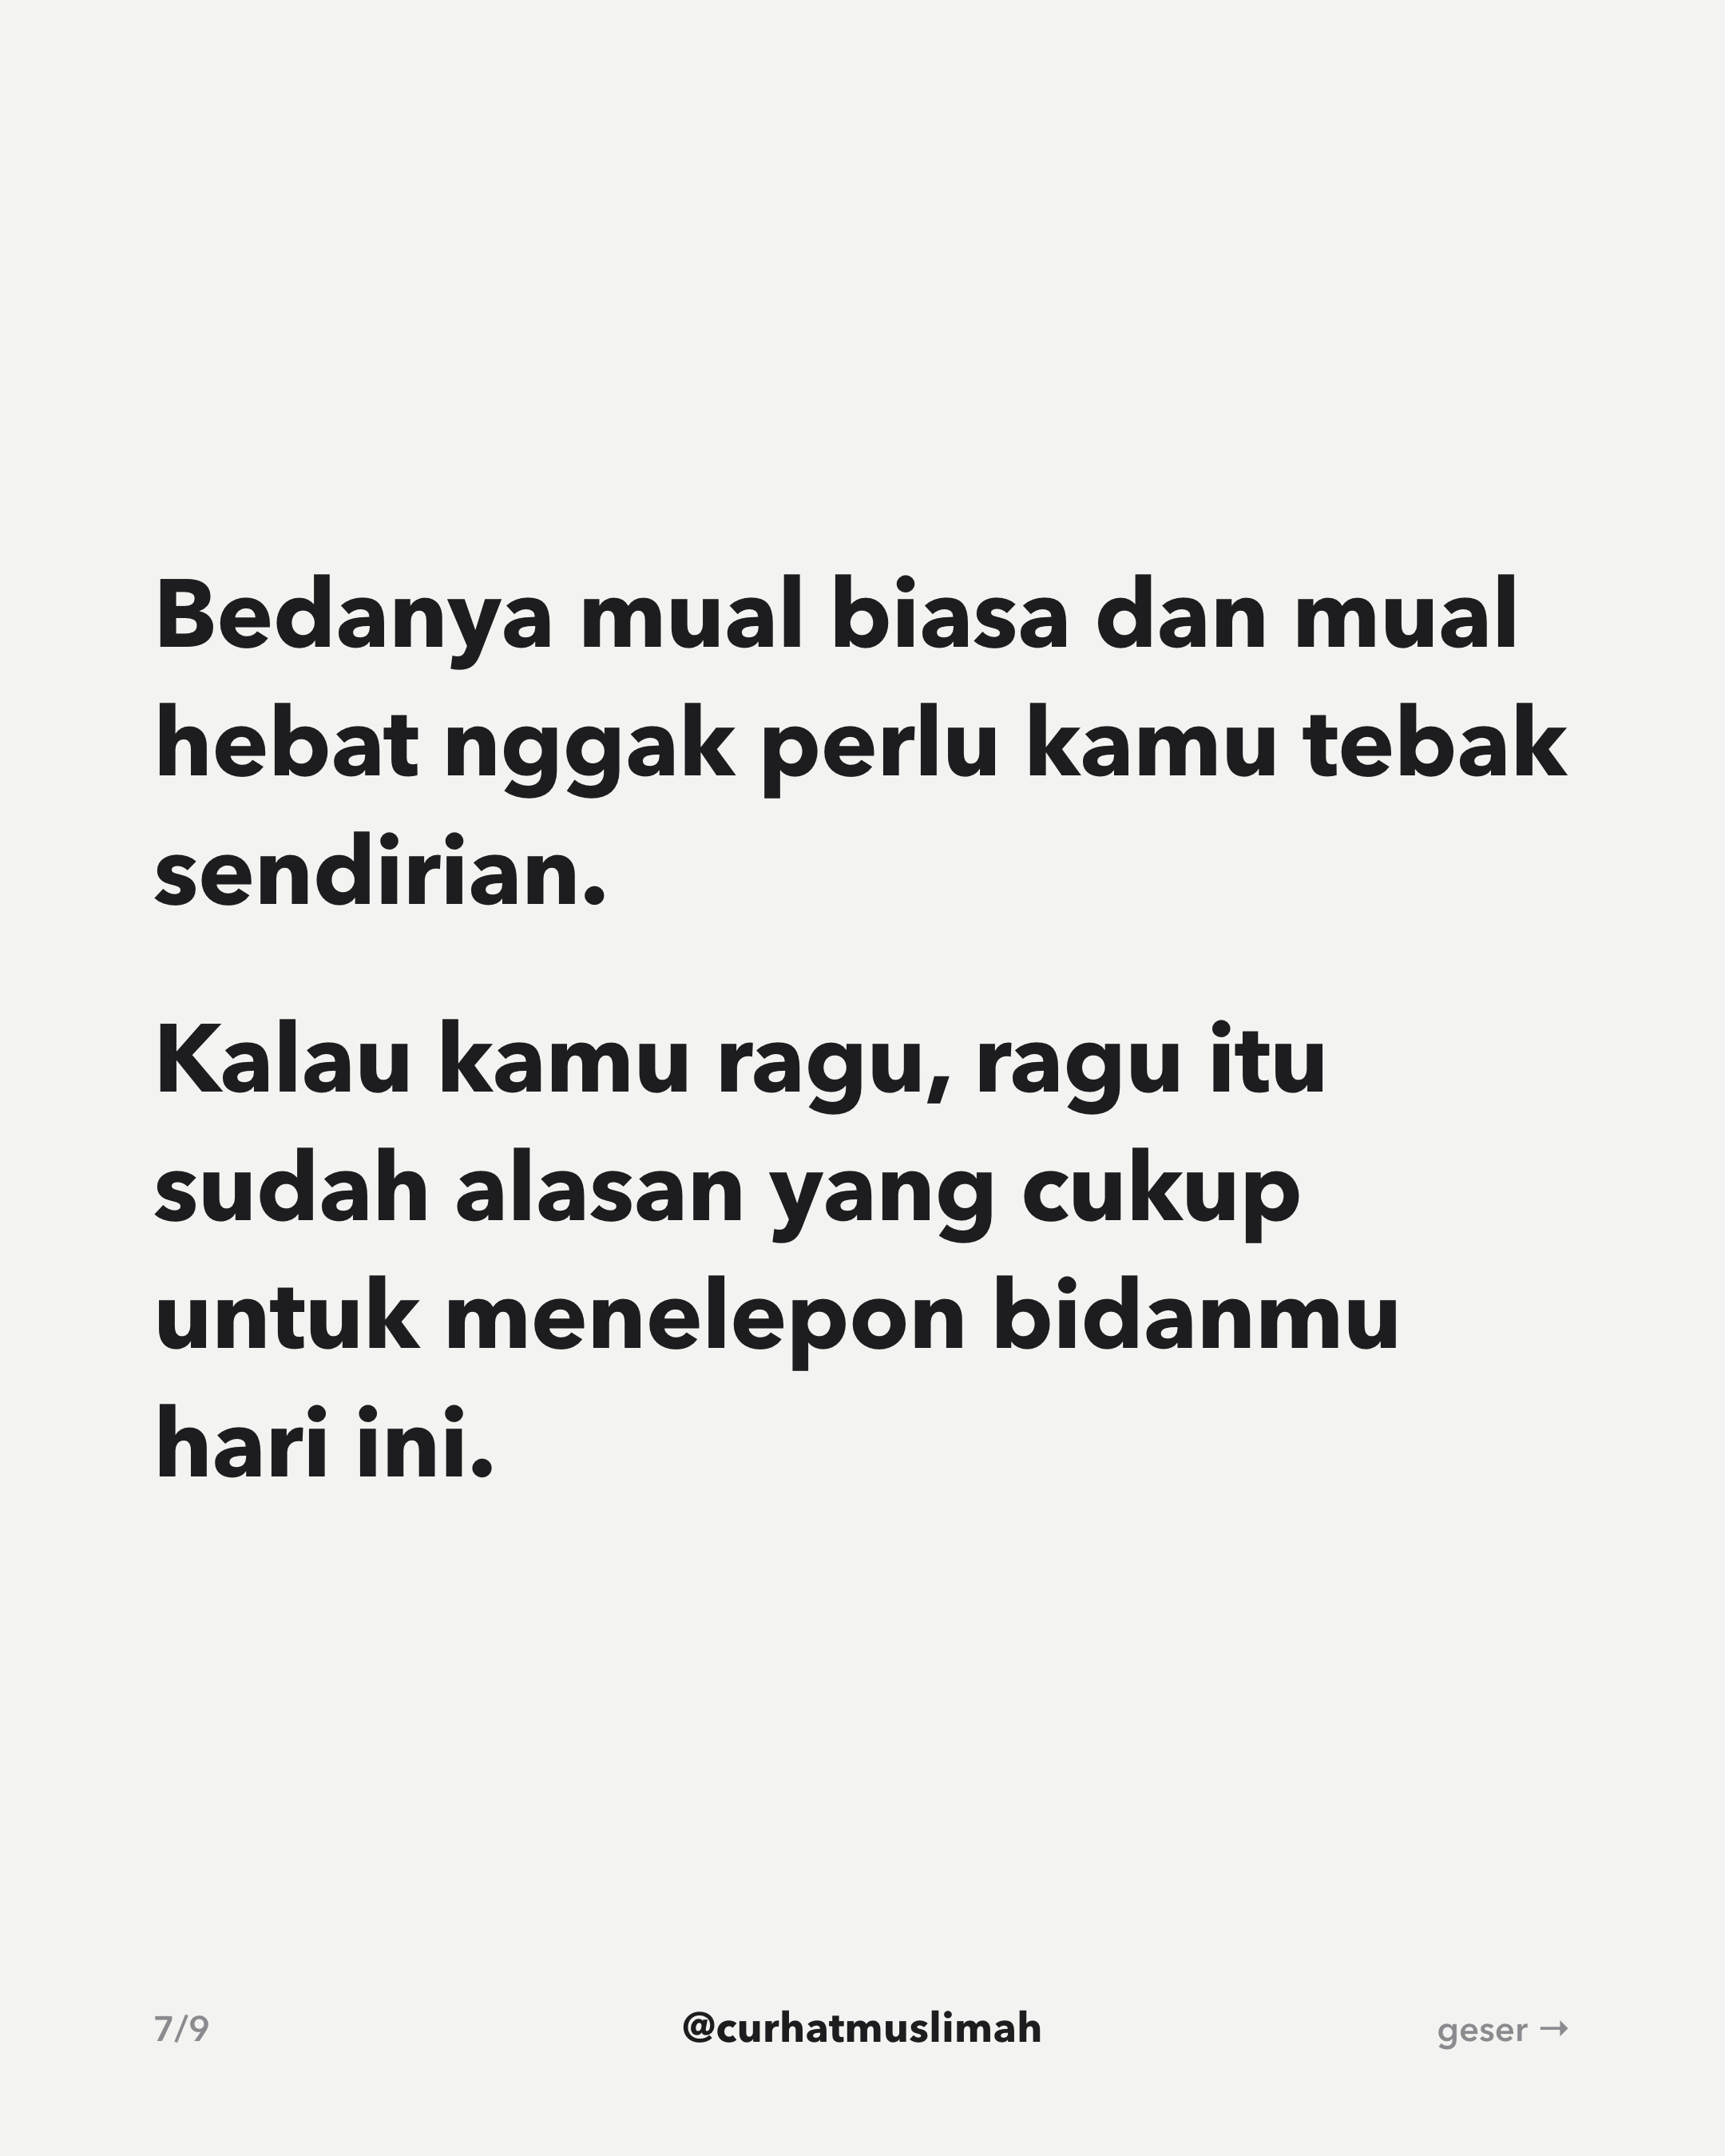 Bedanya mual biasa dan mual
hebat nggak perlu kamu tebak
sendirian.
Kalau kamu ragu, ragu itu
sudah alasan yang cukup
untuk menelepon bidanmu
hari ini.
7/9
@curhatmuslimah
geser →